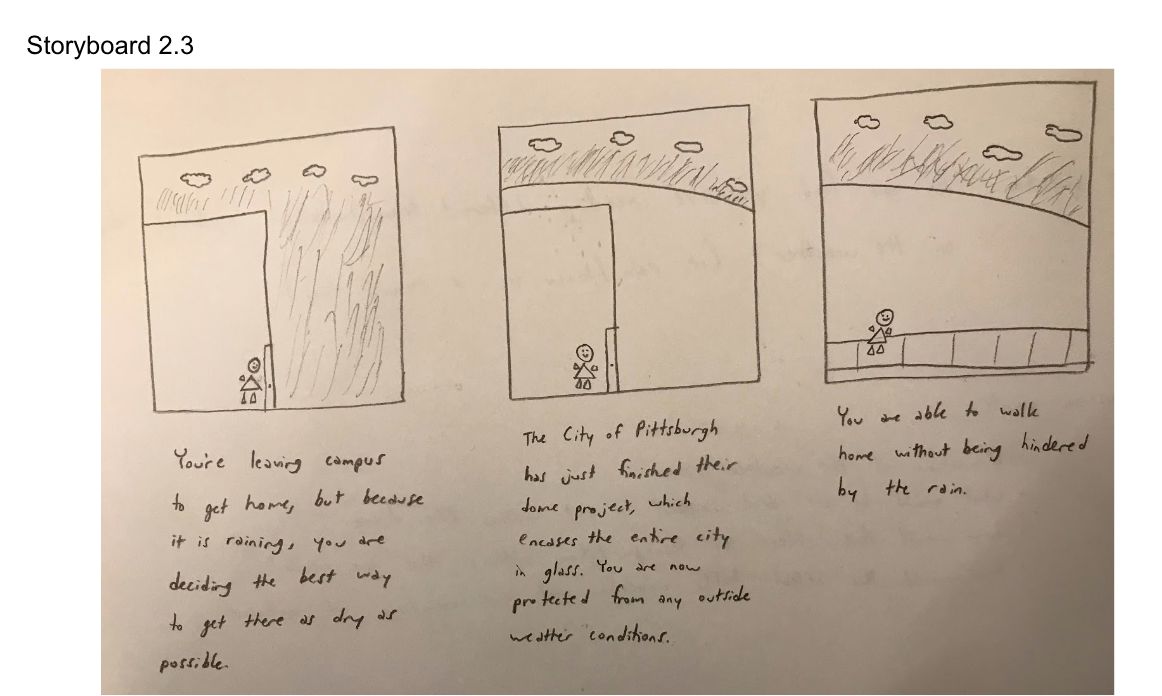 Storyboard 2.3
You're leaving campus
to get home, but because
it is raining, you are
deciding the best way
to get there as dry as
possible.
The City of Pittsburgh
has just finished their
dome project, which
encases the entire city
in glass. You are now
protected from any outside
weather conditions.
You are able to walk
home without being hindered
by the rain.